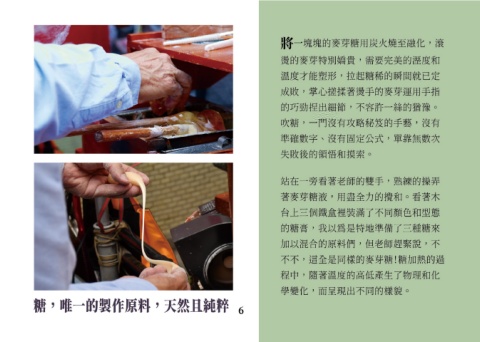 糖，唯一的製作原料，天然且純粹
6
將一塊塊的麥芽糖用炭火燒至融化，滾
燙的麥芽特別嬌貴，需要完美的溼度和
溫度才能塑形，拉起糖稀的瞬間就已定
成敗，掌心搓揉著燙手的麥芽運用手指
的巧勁捏出細節，不容許一絲的猶豫。
吹糖，一門沒有攻略秘笈的手藝，沒有
準確數字、沒有固定公式，單靠無數次
失敗後的領悟和摸索。
站在一旁看著老師的雙手，熟練的操弄
著麥芽糖液，用盡全力的攪和。看著木
台上三個鐵盒裡裝滿了不同顏色和型態
的糖膏，我以為是特地準備了三種糖來
加以混合的原料們，但老師趕緊說，不
不不，這全是同樣的麥芽糖!糖加熱的過
程中，隨著溫度的高低產生了物理和化
學變化，而呈現出不同的樣貌。